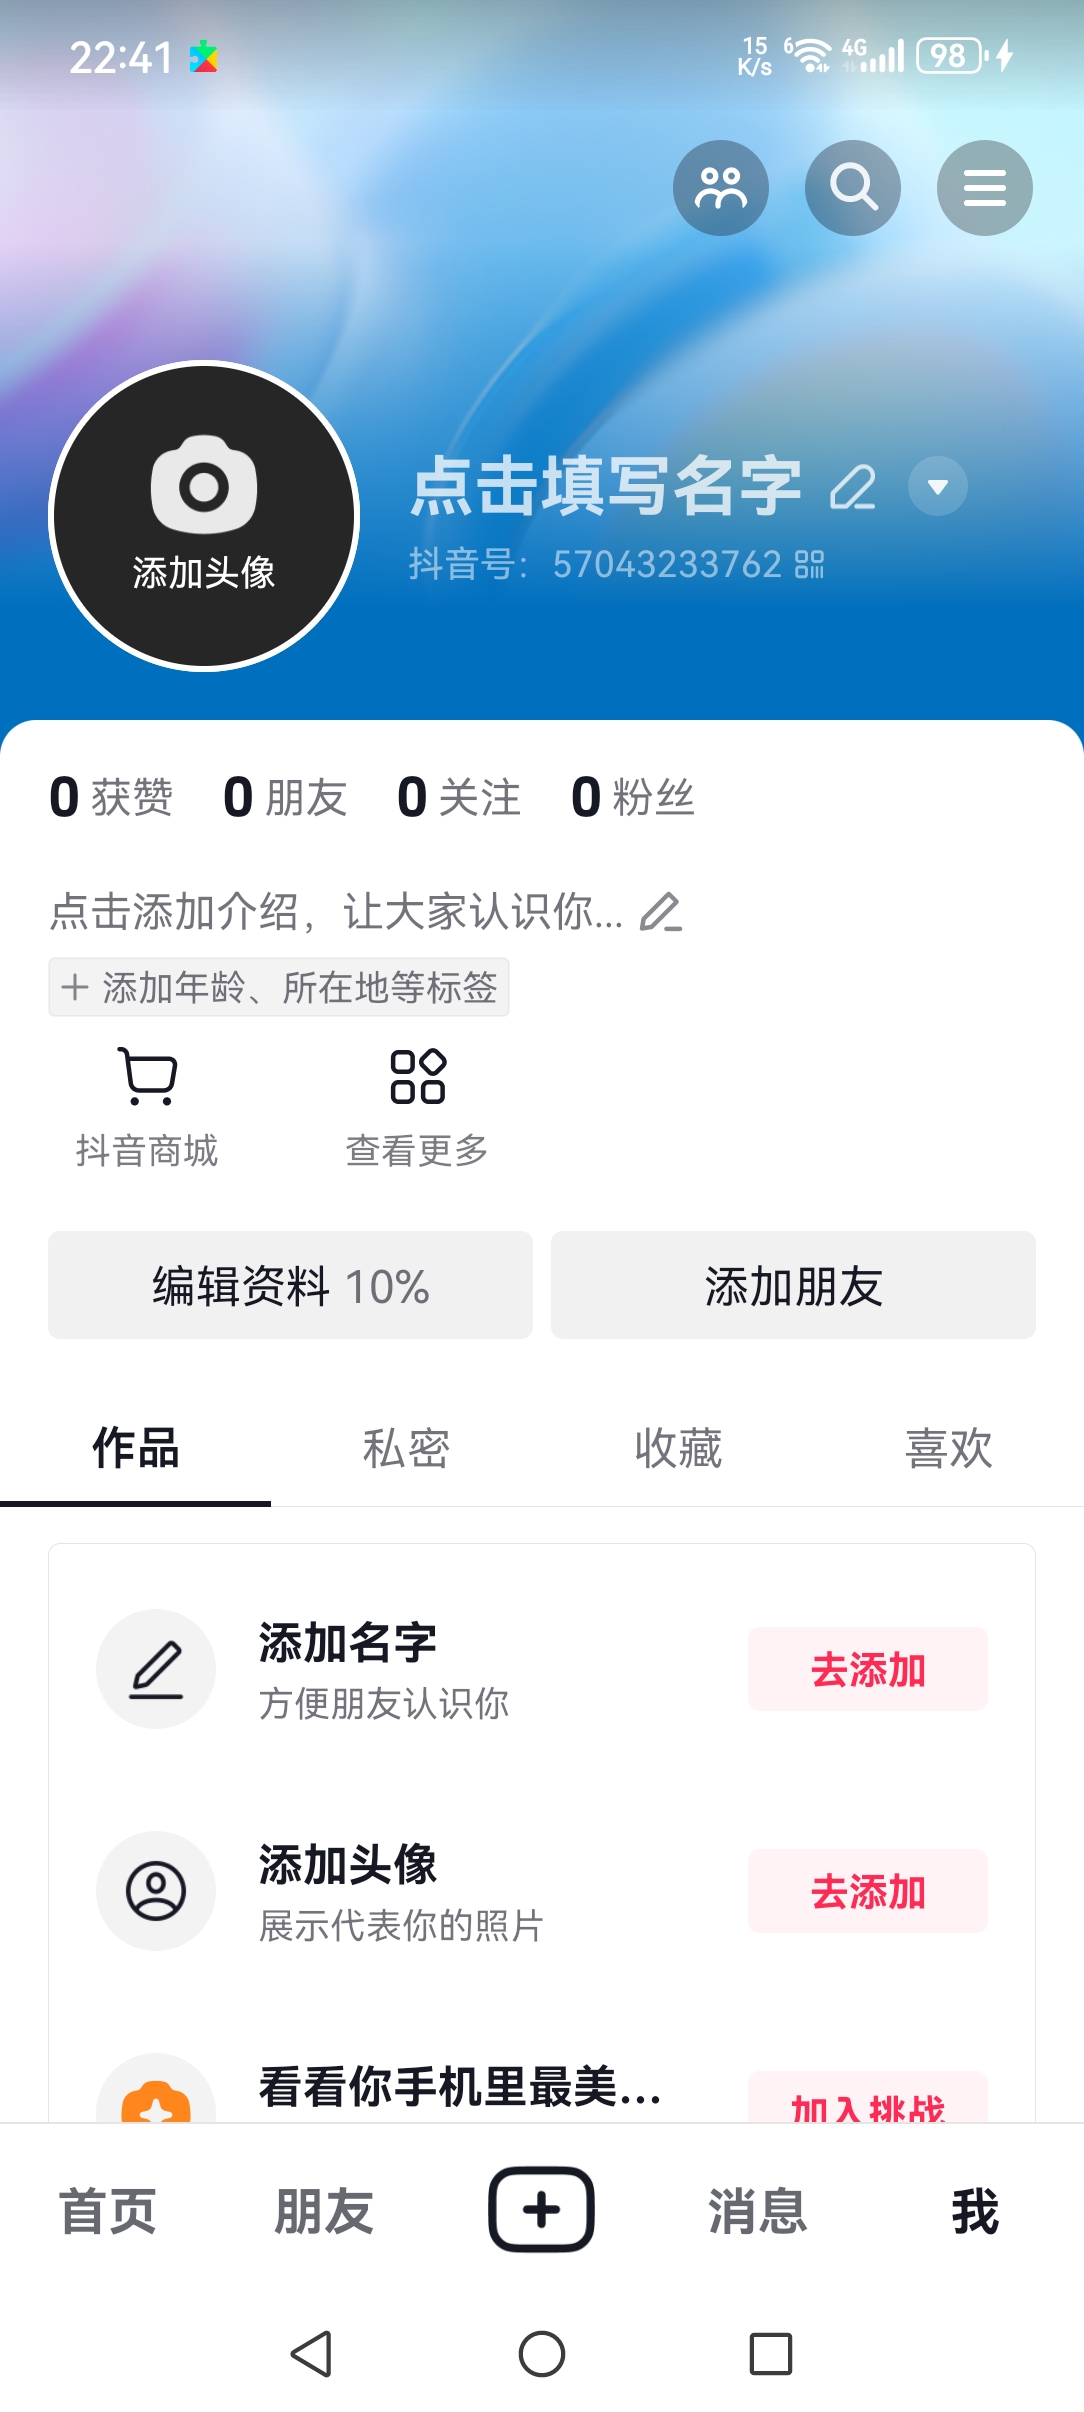 22:41
15
K/s
6
4G
98
点击填写名字
添加头像
抖音号：57043233762
0 获赞 0 朋友 0 关注 0 粉丝
点击添加介绍，让大家认识你...
+ 添加年龄、所在地等标签
抖音商城 查看更多
编辑资料 10% 添加朋友
作品 私密 收藏 喜欢
添加名字
方便朋友认识你
去添加
添加头像
展示代表你的照片
去添加
看看你手机里最美...
加入挑战
首页 朋友 消息 我